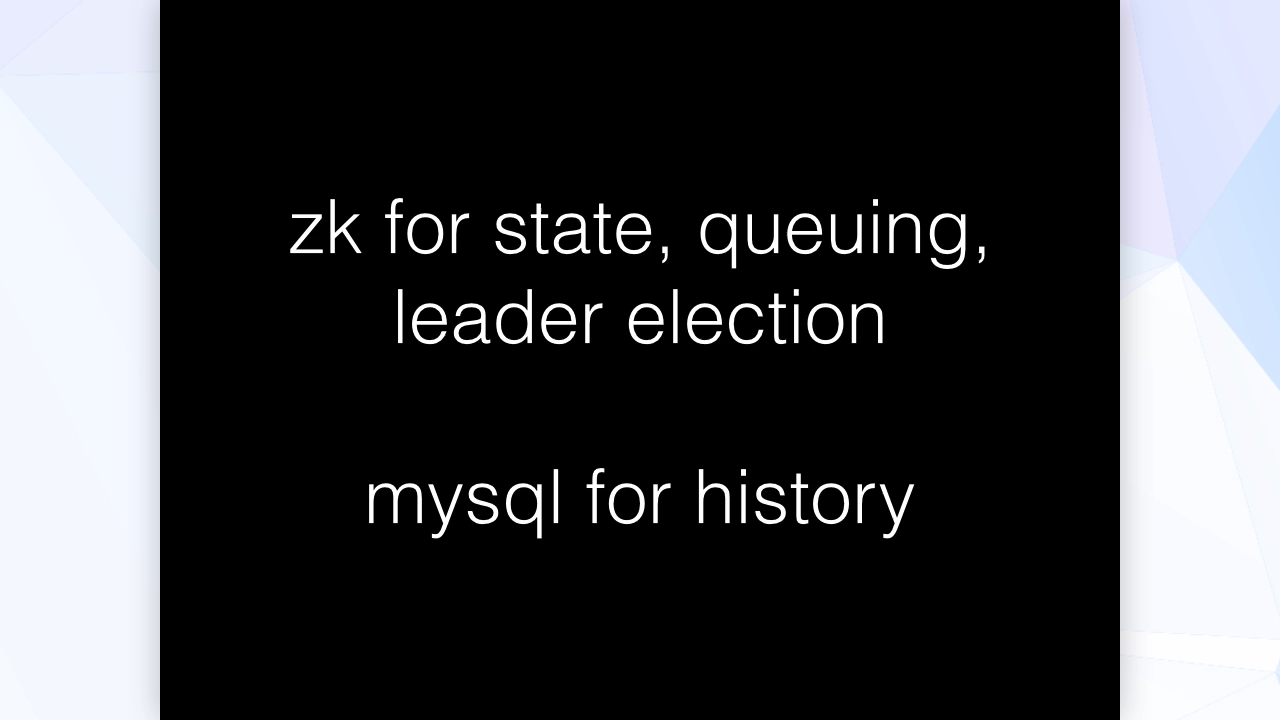 zk for state, queuing,
leader election
mysql for history